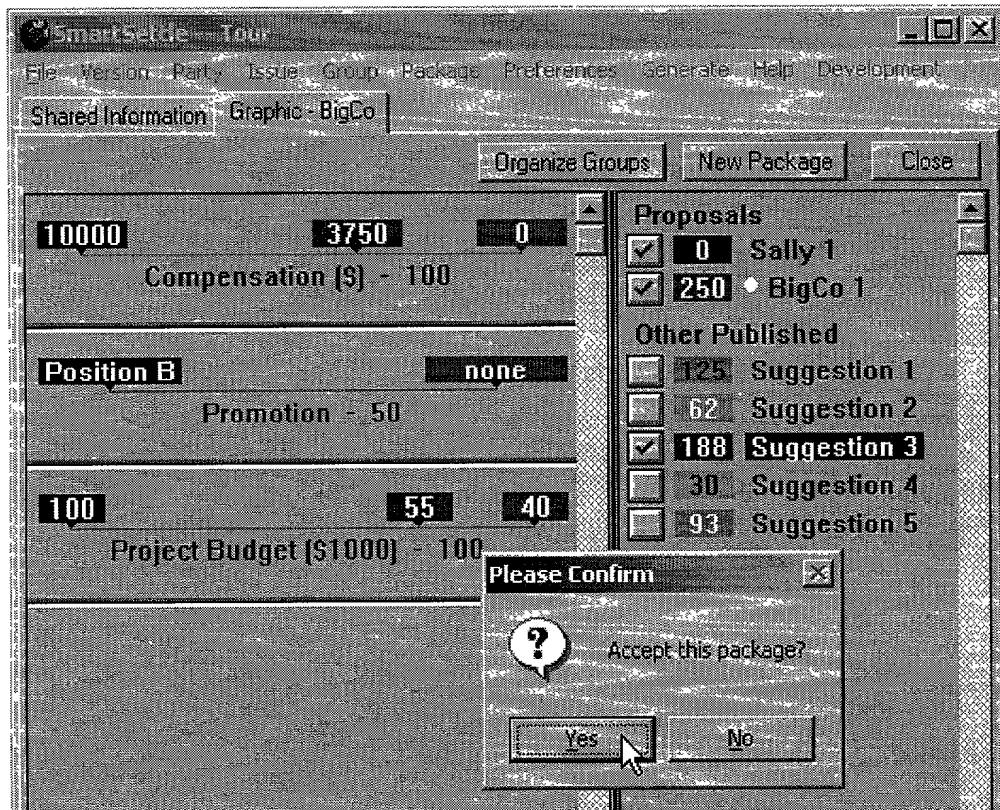 SmartSettle - Tour
File Version Party Issue Group Package Preferences Generate Help Development
Shared Information Graphic - BigCo
Organize Groups New Package Close
10000 3750 0
Compensation ($) - 100
Position B none
Promotion - 50
100 55 40
Project Budget ($1000) - 100
Proposals
0 Sally 1
250 BigCo 1
Other Published
125 Suggestion 1
62 Suggestion 2
188 Suggestion 3
30 Suggestion 4
93 Suggestion 5
Please Confirm
?
Accept this package?
Yes No